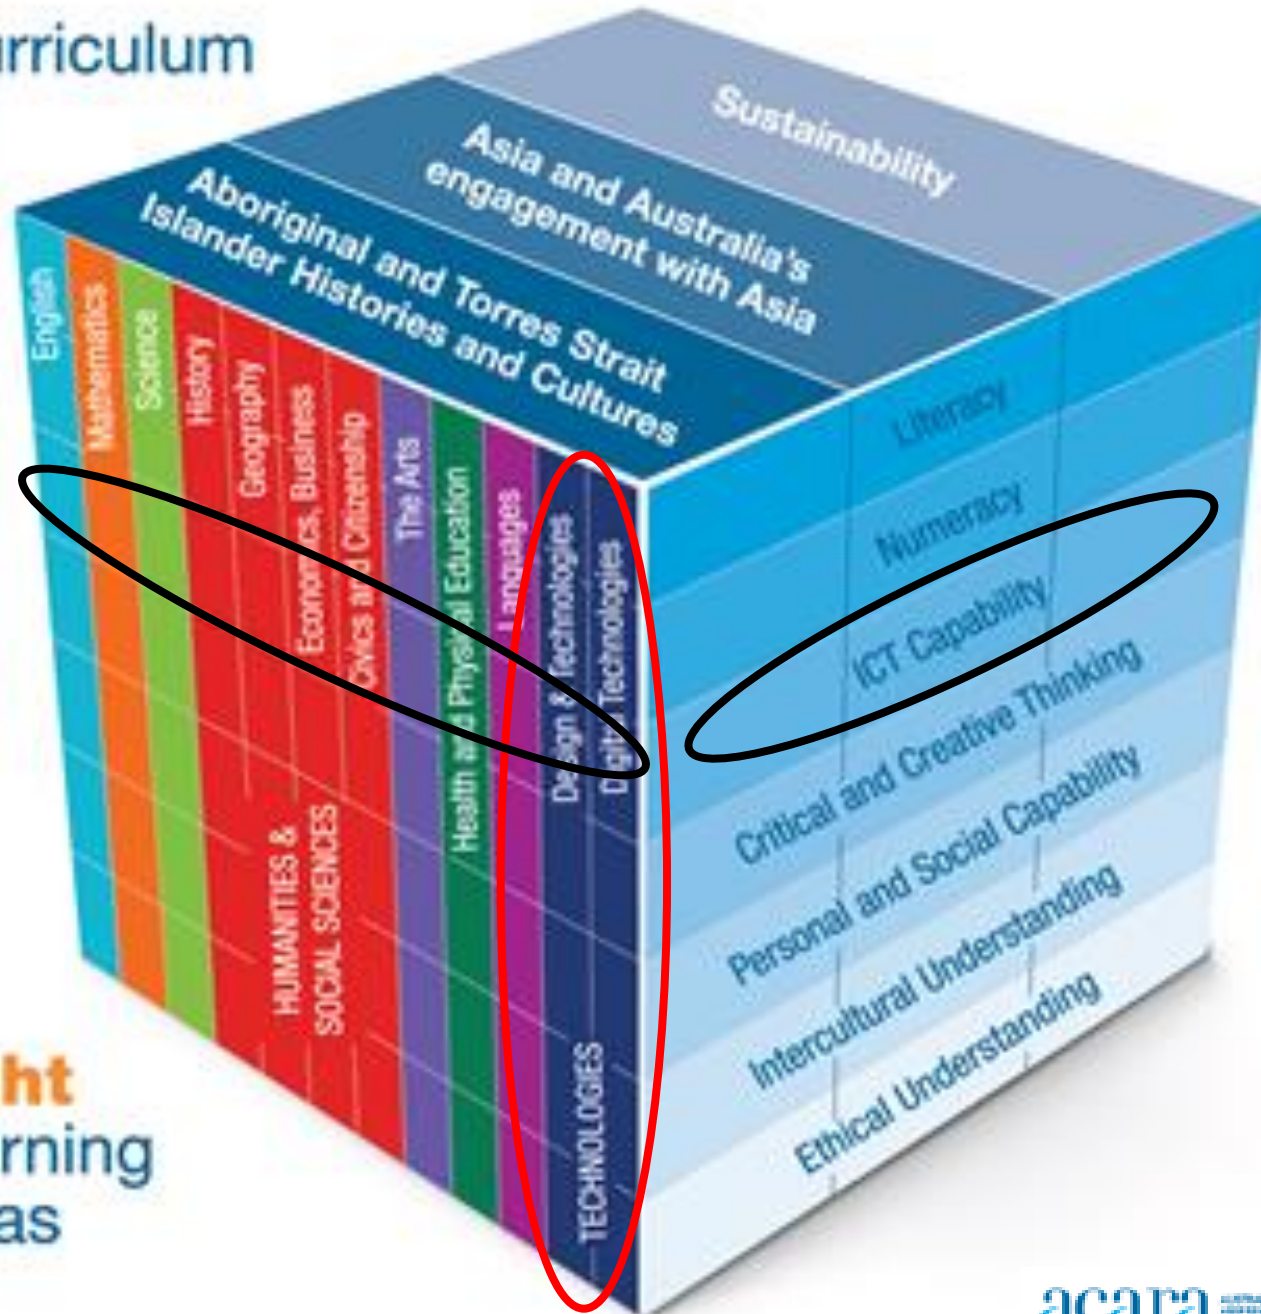 urriculum
Sustainability
Asia and Australia's
engagement with Asia
Aboriginal and Torres Strait
Islander Histories and Cultures
English
Mathematics
Science
History
Geography
Economics, Business
Civics and Citizenship
HUMANITIES &
SOCIAL SCIENCES
The Arts
Health and Physical Education
Languages
Design & Technologies
Digital Technologies
TECHNOLOGIES
Literacy
Numeracy
ICT Capability
Critical and Creative Thinking
Personal and Social Capability
Intercultural Understanding
Ethical Understanding
ht
rning
as
acara